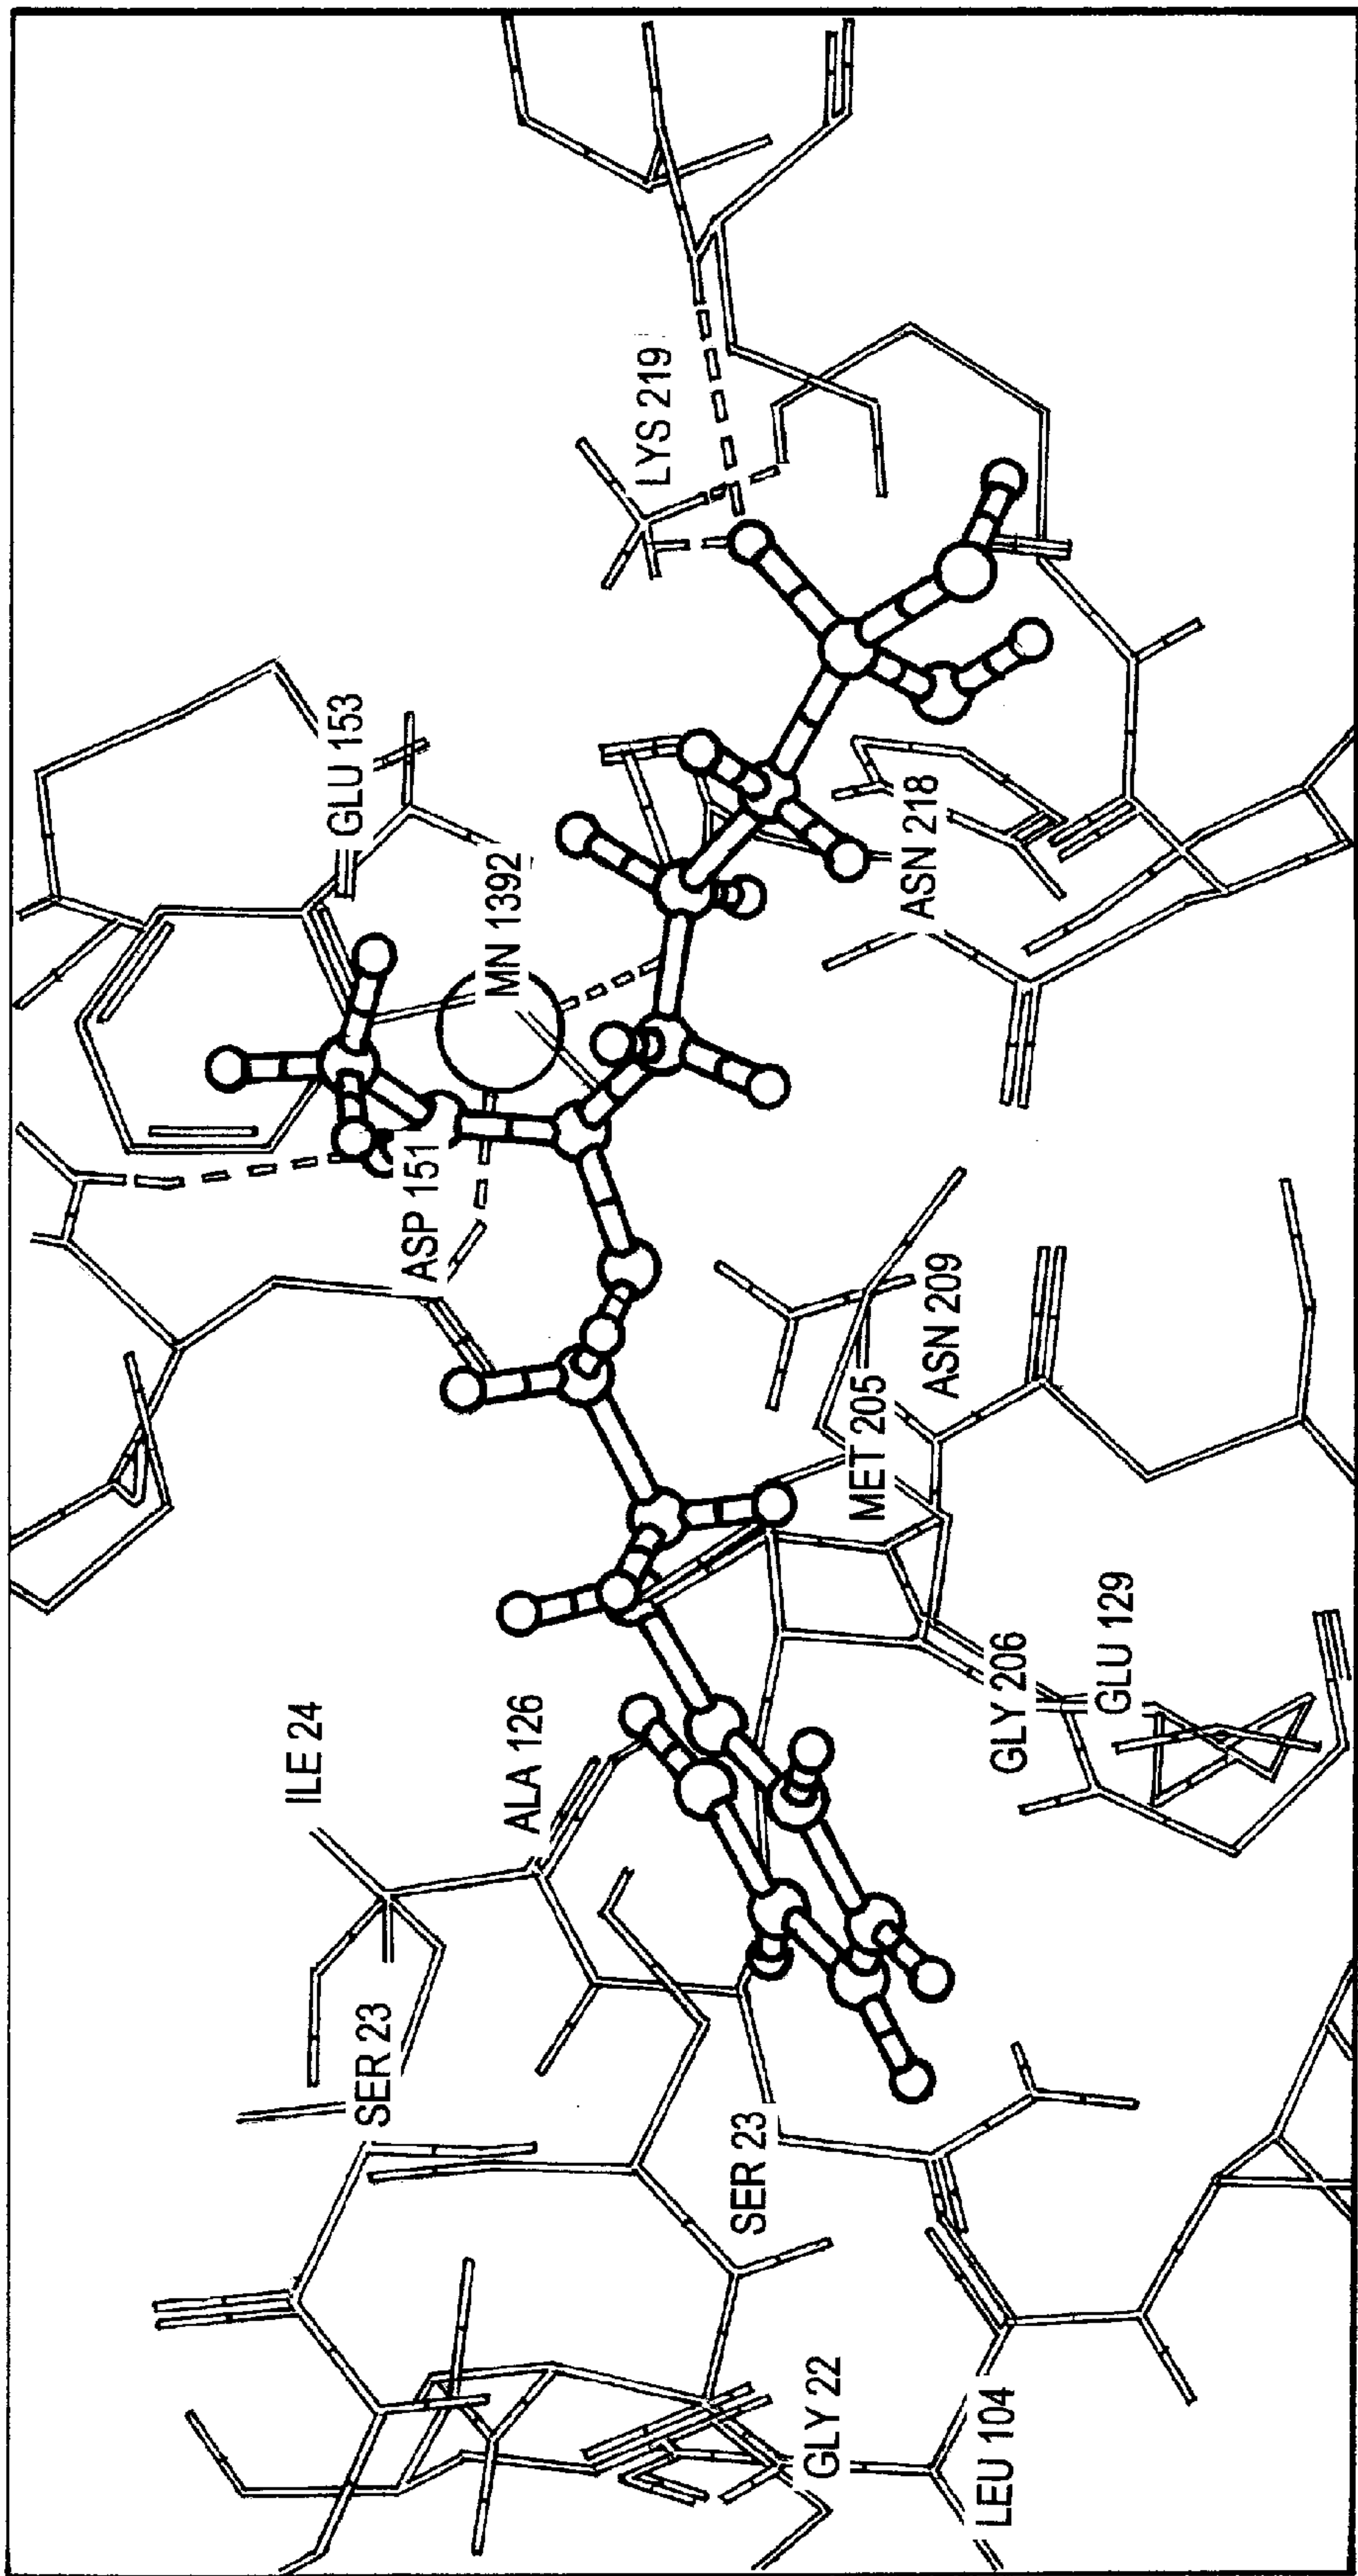 LYS 219
GLU 153
MN 1392
ASN 218
ASP 151
ASN 209
MET 205
ILE 24
ALA 126
GLY 206
GLU 129
SER 23
SER 23
GLY 22
LEU 104